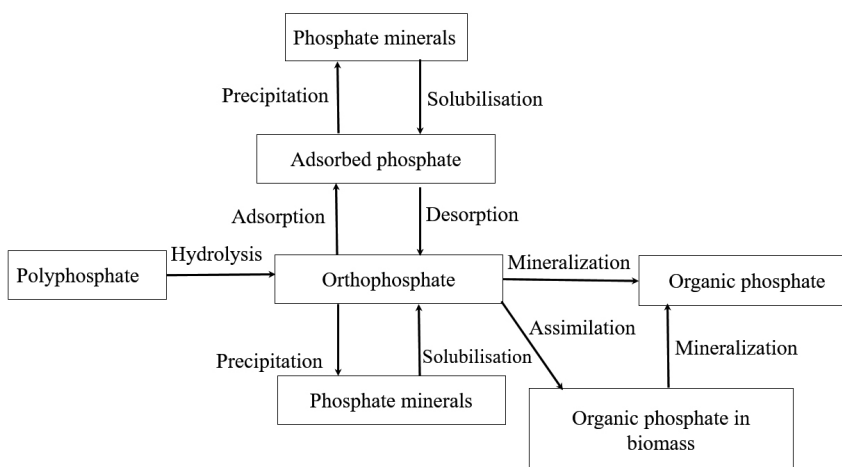 Phosphate minerals
Precipitation
Solubilisation
Adsorbed phosphate
Adsorption
Desorption
Hydrolysis
Mineralization
Polyphosphate
Orthophosphate
Organic phosphate
Assimilation
Precipitation
Solubilisation
Mineralization
Phosphate minerals
Organic phosphate in
biomass